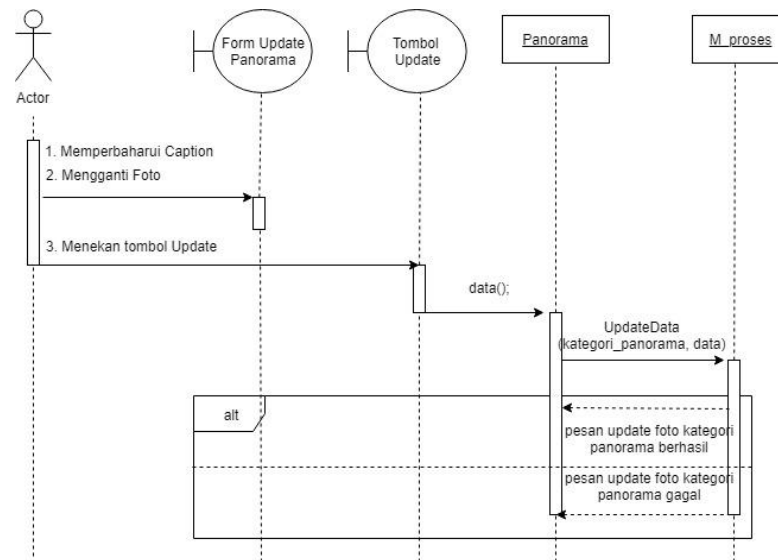 Form Update
Panorama
Tombol
Update
Panorama
M_proses
Actor
1. Memperbaharui Caption
2. Mengganti Foto
3. Menekan tombol Update
data();
UpdateData
(kategori_panorama, data)
alt
pesan update foto kategori
panorama berhasil
pesan update foto kategori
panorama gagal